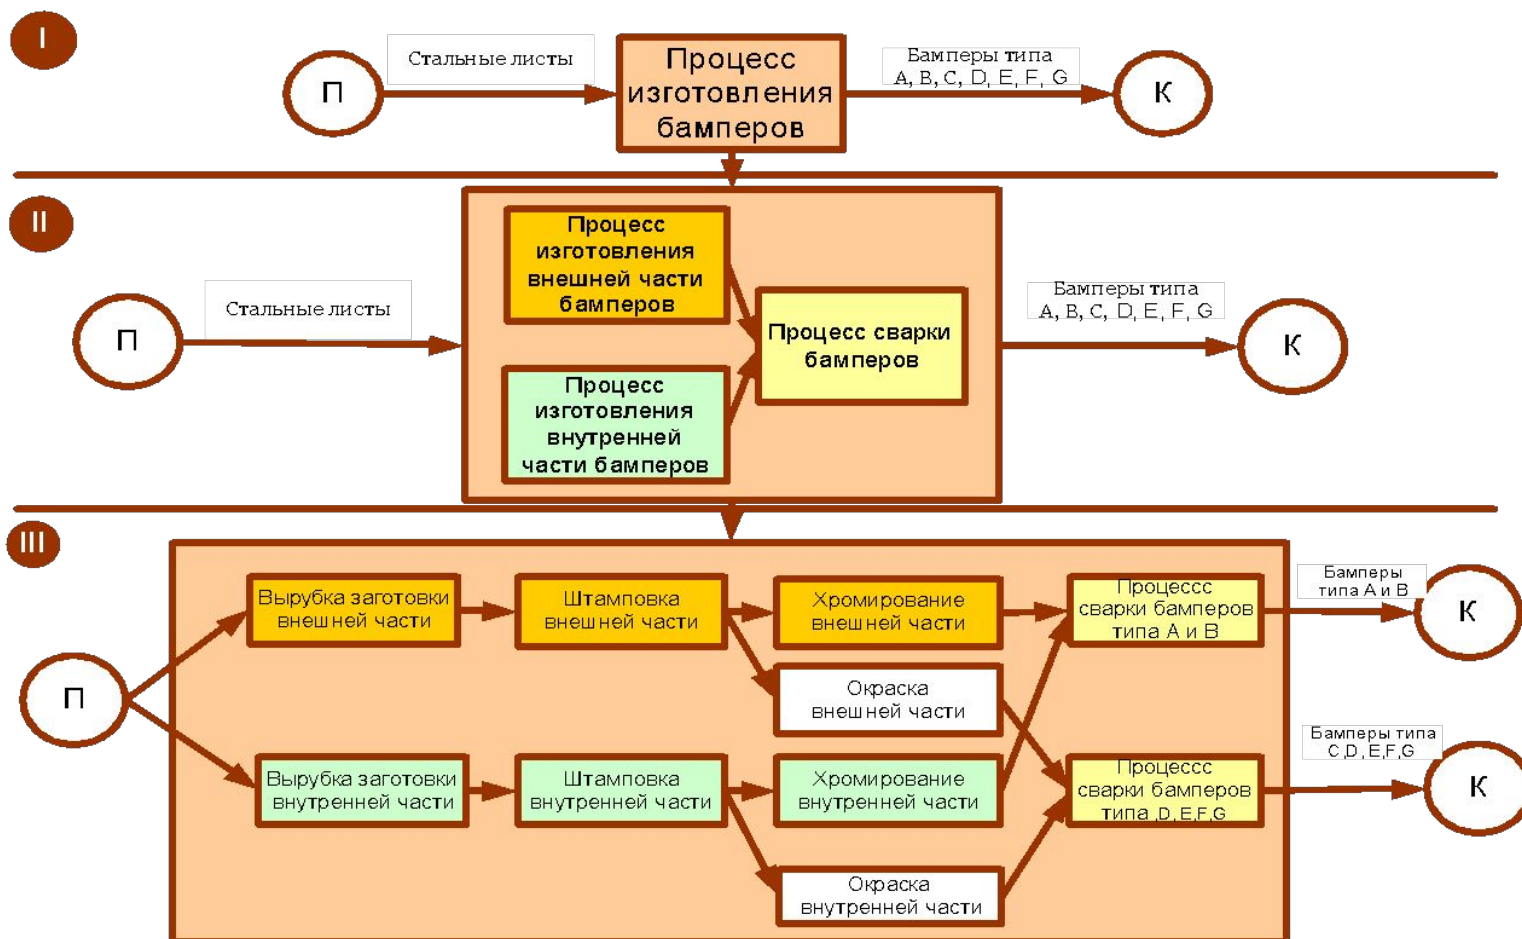 I
П
Стальные листы
Процесс
изготовления
бамперов
Бамперы типа
A, B, C, D, E, F, G
К
II
П
Стальные листы
Процесс
изготовления
внешней части
бамперов
Процесс
изготовления
внутренней
части бамперов
Процесс сварки
бамперов
Бамперы типа
A, B, C, D, E, F, G
К
III
П
Вырубка заготовки
внешней части
Штамповка
внешней части
Хромирование
внешней части
Процессс
сварки бамперов
типа А и В
Бамперы
типа А и В
К
Окраска
внешней части
Вырубка заготовки
внутренней части
Штамповка
внутренней части
Хромирование
внутренней части
Процессс
сварки бамперов
типа ,D, E,F,G
Бамперы типа
C,D, E,F,G
К
Окраска
внутренней части